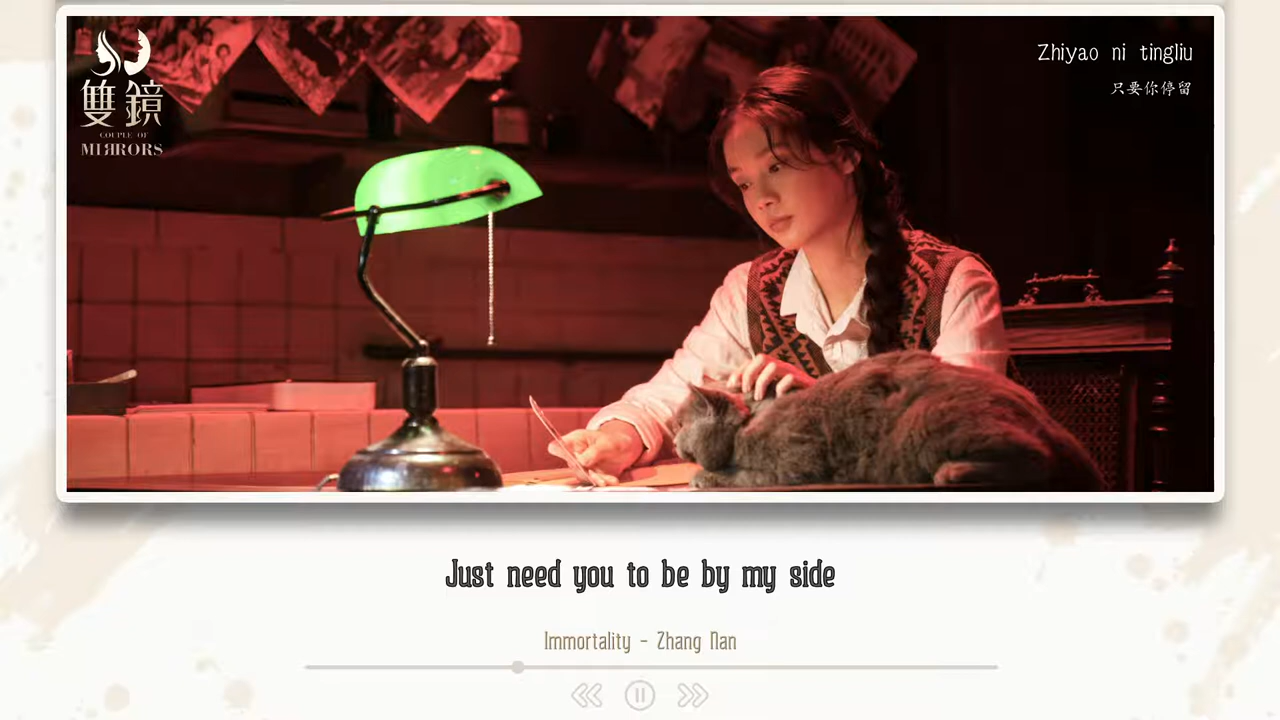 雙鏡
COUPLE OF
MIRRORS
Zhiyao ni tingliu
只要你停留
Just need you to be by my side
Immortality - Zhang Nan